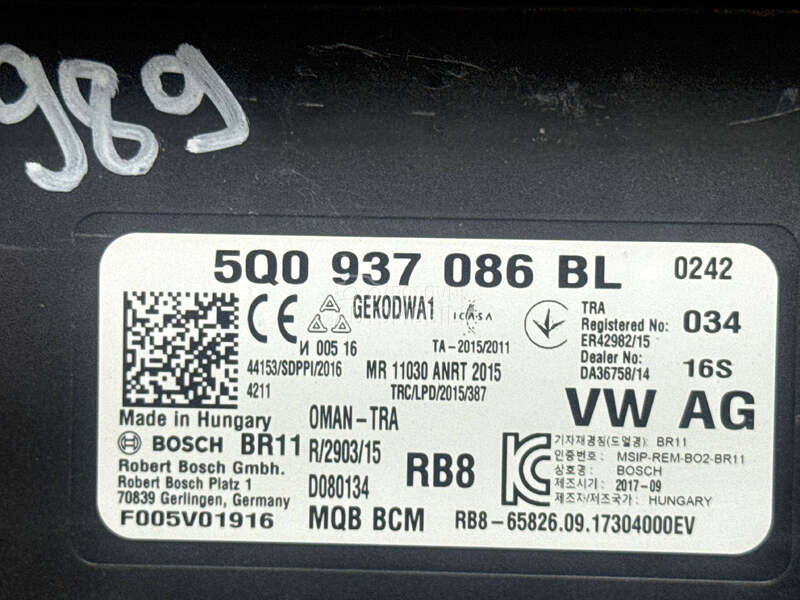 989
5Q0 937 086 BL 0242
CE GEKODWA1 ICASA TRA
Registered No: 034
ER42982/15
И 005 16 TA-2015/2011 Dealer No:
44153/SDPPI/2016 MR 11030 ANRT 2015 DA36758/14 16S
4211 TRC/LPD/2015/387
Made in Hungary OMAN-TRA VW AG
BOSCH BR11 R/2903/15
Robert Bosch Gmbh.
Robert Bosch Platz 1 D080134 RB8
70839 Gerlingen, Germany
KC 기자재명칭(모델명): BR11
인증번호: MSIP-REM-BO2-BR11
상호명: BOSCH
제조시기: 2017-09
제조자/제조국가: HUNGARY
F005V01916 MQB BCM RB8-65826.09.17304000EV